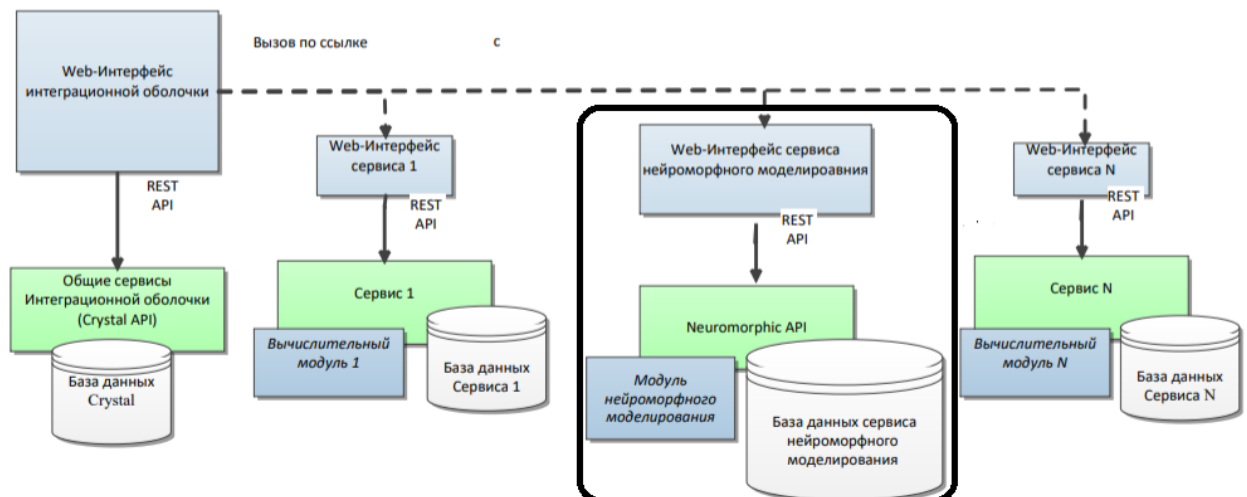 Вызов по ссылке с
Web-Интерфейс
интеграционной оболочки
REST
API
Общие сервисы
Интеграционной оболочки
(Crystal API)
База данных
Crystal
Web-Интерфейс
сервиса 1
REST
API
Сервис 1
Вычислительный
модуль 1
База данных
Сервиса 1
Web-Интерфейс сервиса
нейроморфного моделироавния
REST
API
Neuromorphic API
Модуль
нейроморфного
моделирования
База данных сервиса
нейроморфного
моделирования
Web-Интерфейс
сервиса N
REST
API
Сервис N
Вычислительный
модуль N
База данных
Сервиса N